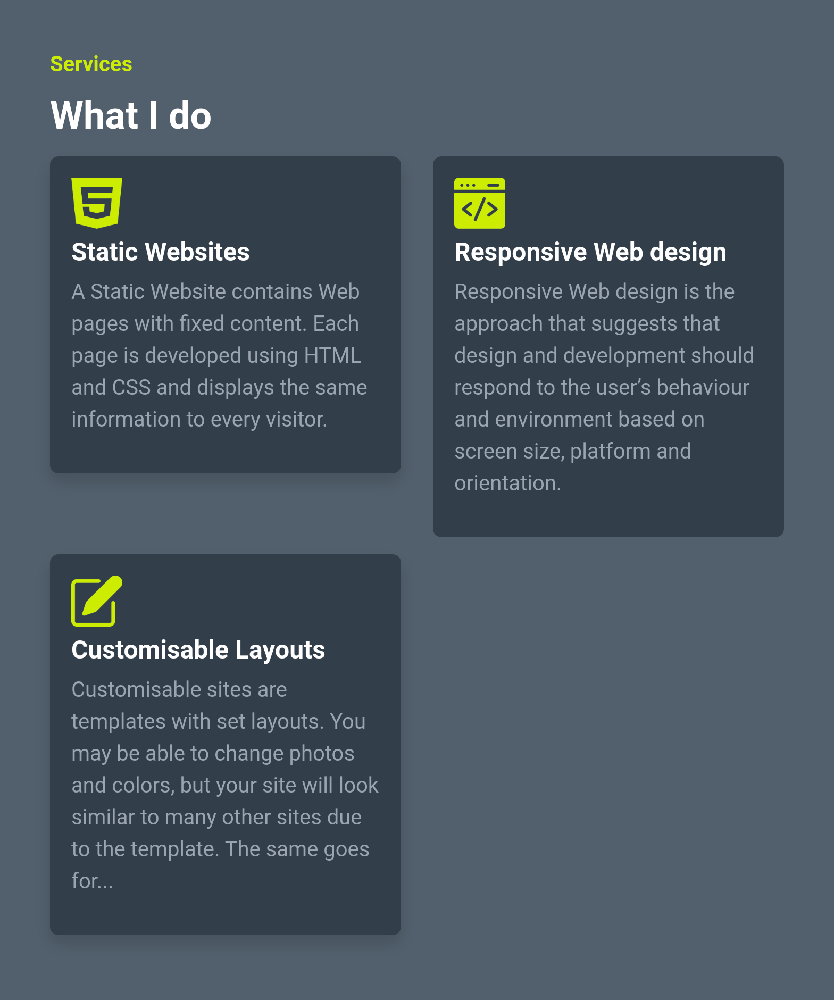 Services
What I do
Static Websites
A Static Website contains Web
pages with fixed content. Each
page is developed using HTML
and CSS and displays the same
information to every visitor.
Responsive Web design
Responsive Web design is the
approach that suggests that
design and development should
respond to the user’s behaviour
and environment based on
screen size, platform and
orientation.
Customisable Layouts
Customisable sites are
templates with set layouts. You
may be able to change photos
and colors, but your site will look
similar to many other sites due
to the template. The same goes
for...